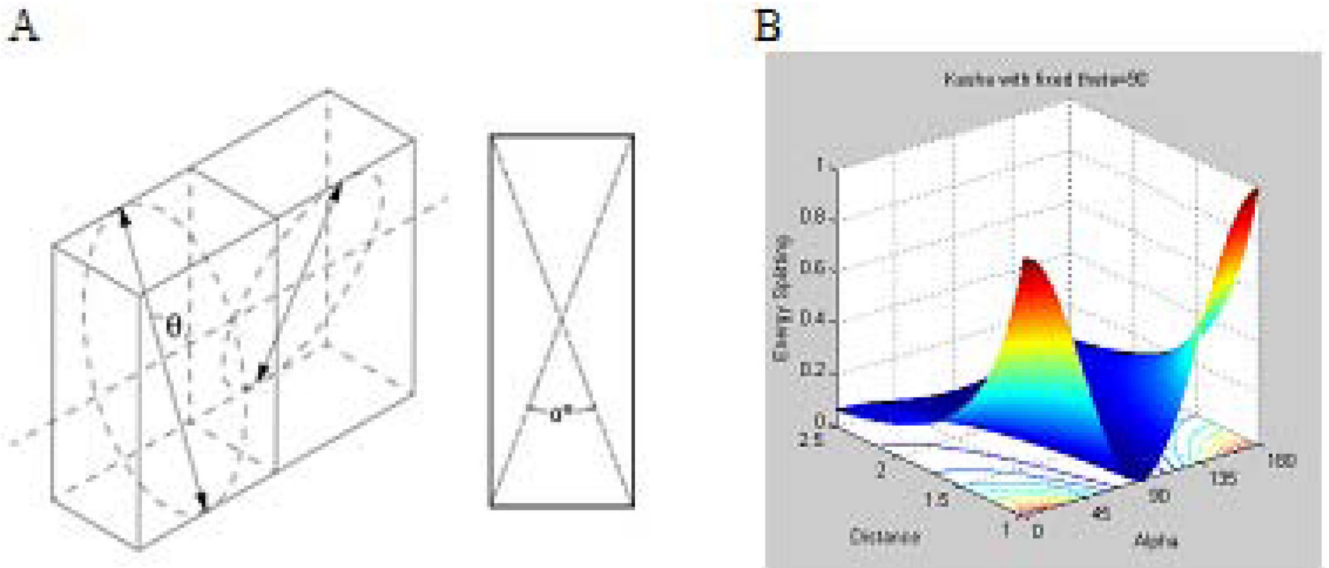 A
B
θ
α°
Kasha with fixed theta=90
Energy Splitting
1
0.8
0.6
0.4
0.2
0
2.5
2
1.5
1
Distance
0
45
90
135
180
Alpha